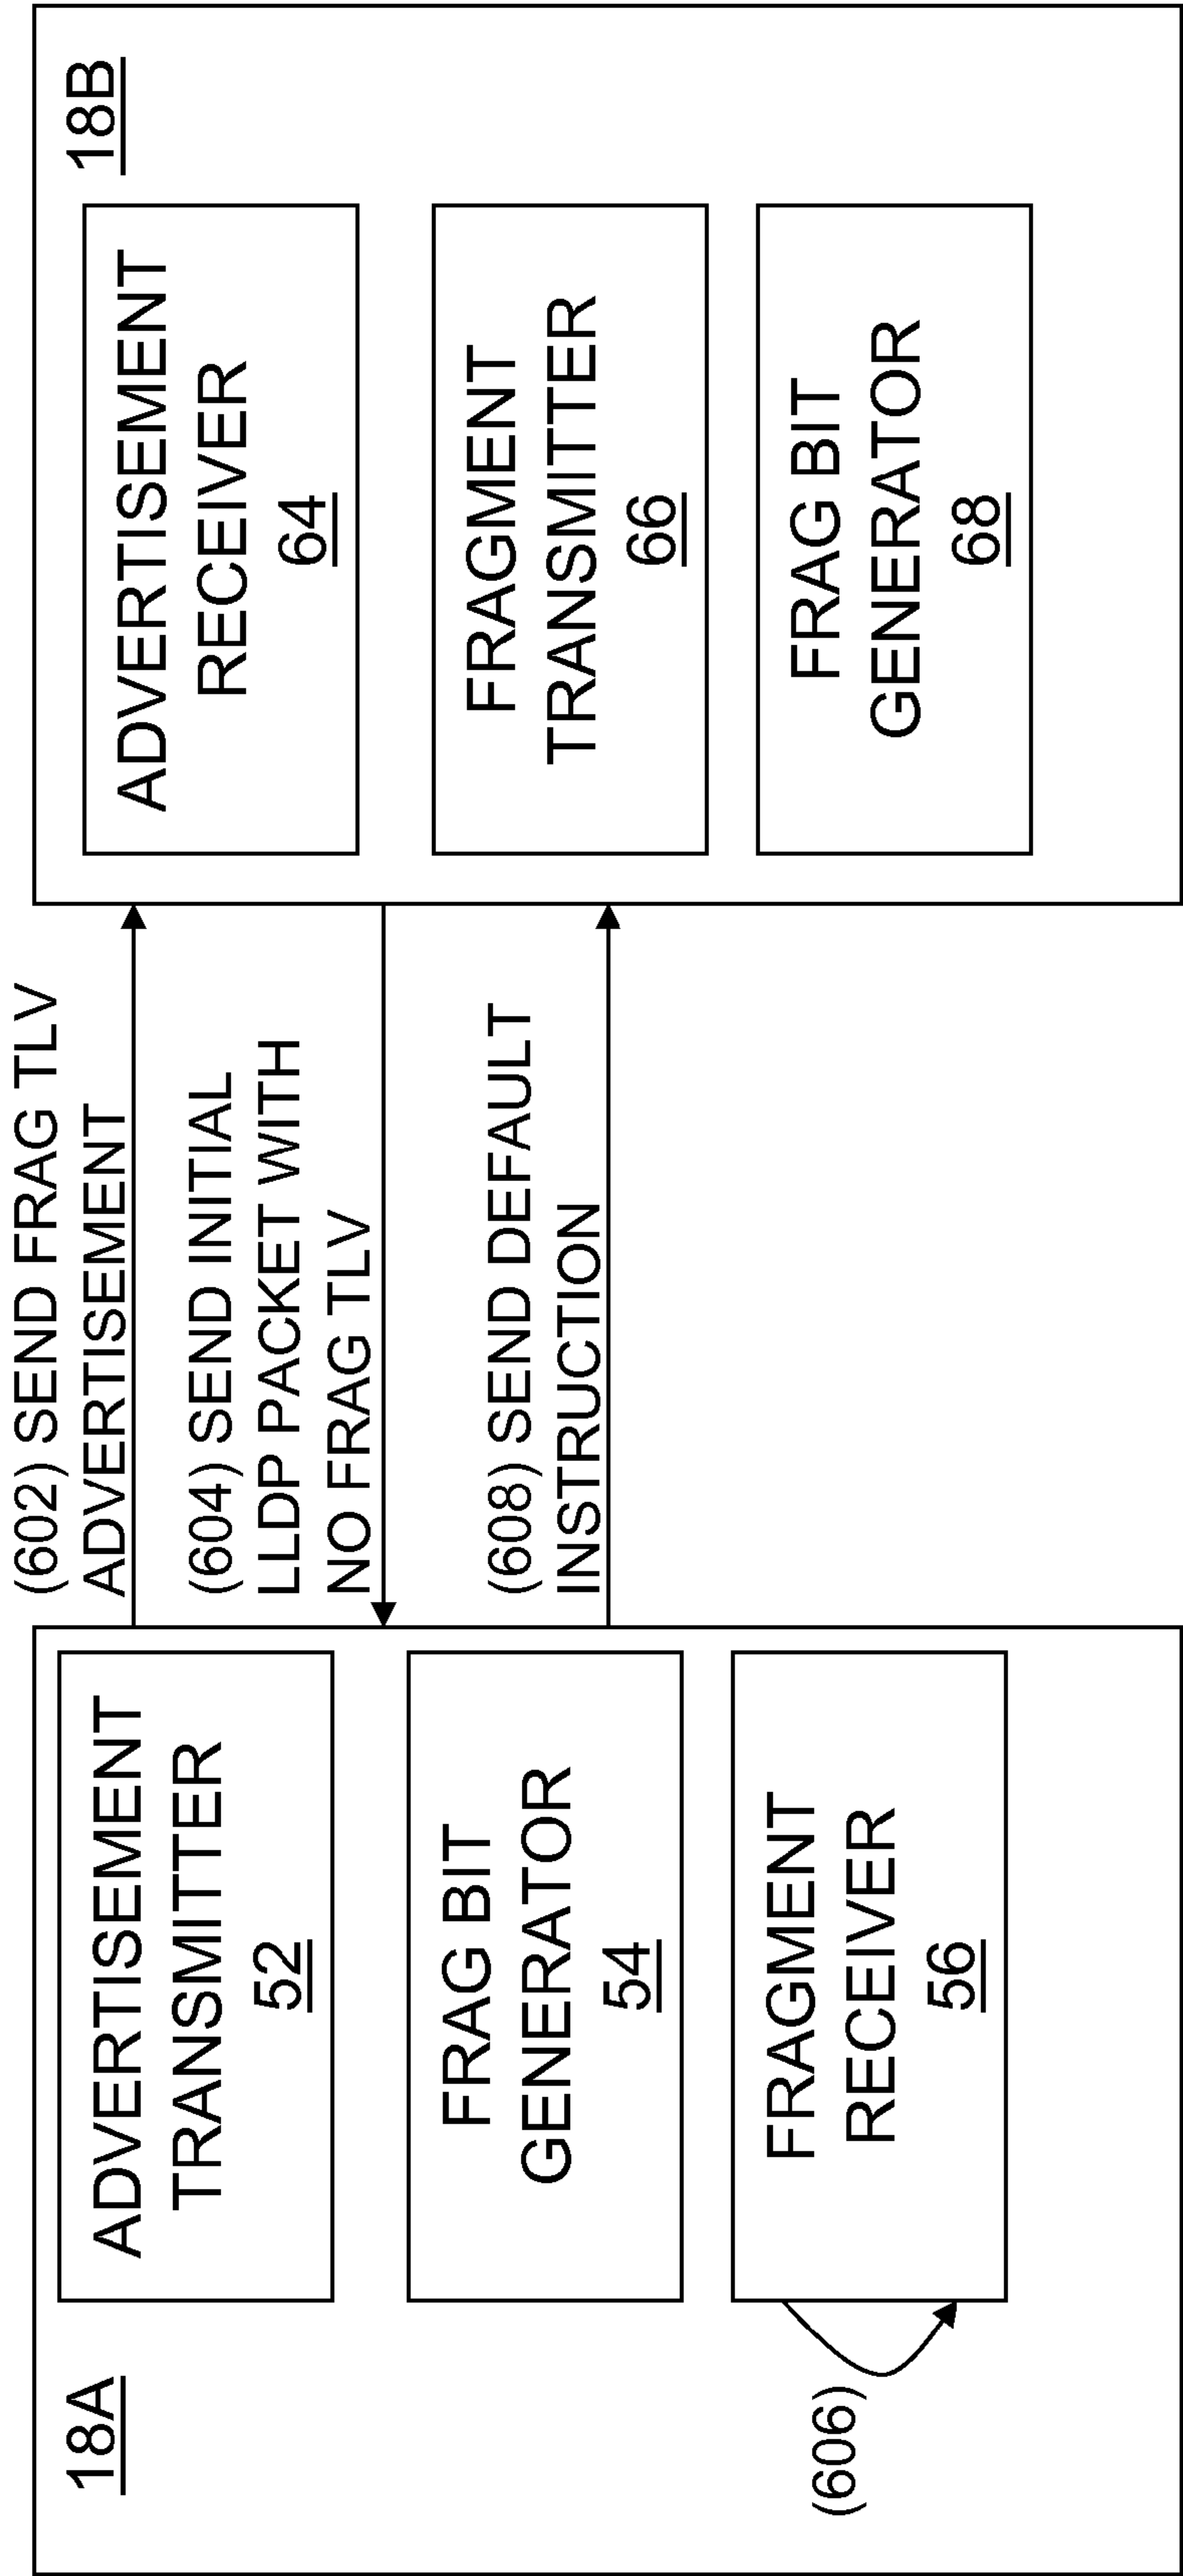 18A
ADVERTISEMENT
TRANSMITTER
52
FRAG BIT
GENERATOR
54
FRAGMENT
RECEIVER
56
(606)
(602) SEND FRAG TLV
ADVERTISEMENT
(604) SEND INITIAL
LLDP PACKET WITH
NO FRAG TLV
(608) SEND DEFAULT
INSTRUCTION
18B
ADVERTISEMENT
RECEIVER
64
FRAGMENT
TRANSMITTER
66
FRAG BIT
GENERATOR
68